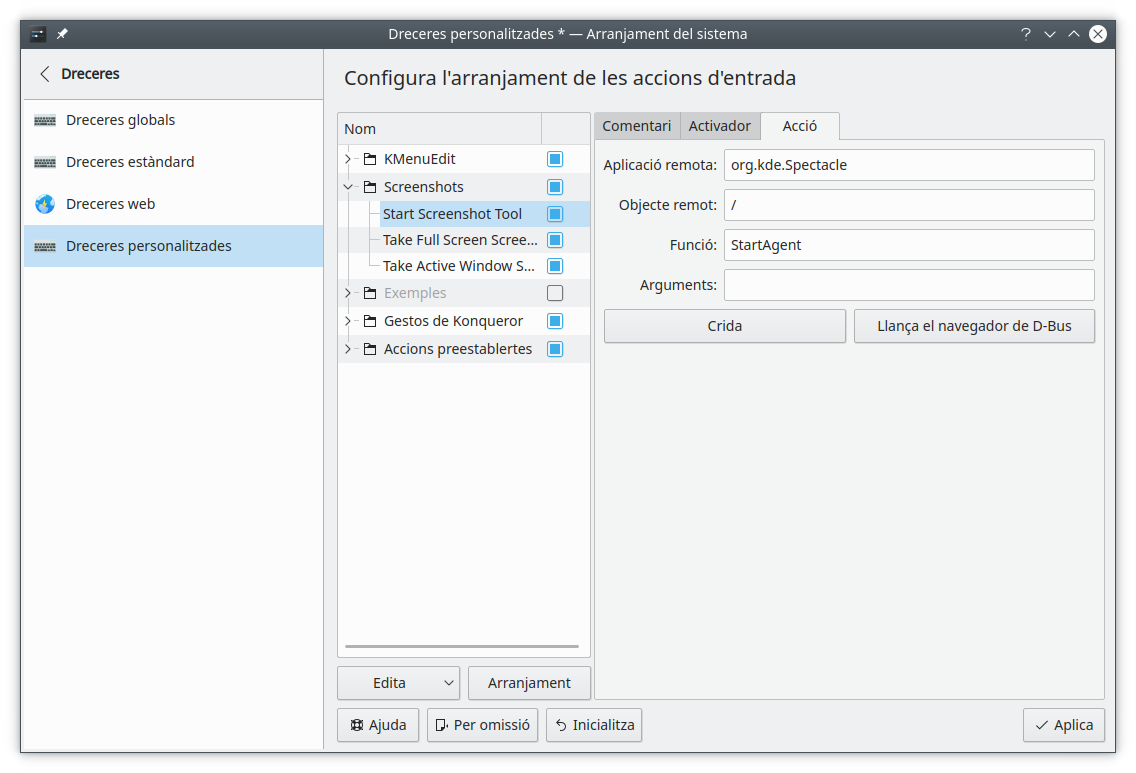 Dreceres personalitzades * — Arranjament del sistema
Dreceres
Dreceres globals
Dreceres estàndard
Dreceres web
Dreceres personalitzades
Configura l'arranjament de les accions d'entrada
Nom
KMenuEdit
Screenshots
Start Screenshot Tool
Take Full Screen Scree...
Take Active Window S...
Exemples
Gestos de Konqueror
Accions preestablertes
Edita
Arranjament
Comentari
Activador
Acció
Aplicació remota: org.kde.Spectacle
Objecte remot: /
Funció: StartAgent
Arguments:
Crida
Llança el navegador de D-Bus
Ajuda
Per omissió
Inicialitza
Aplica